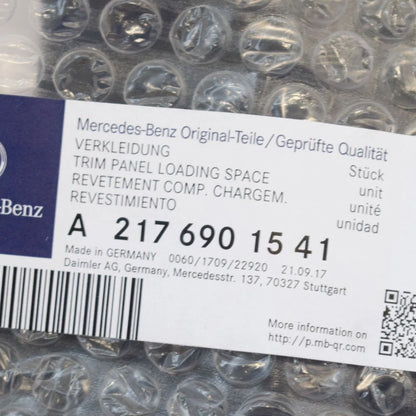 Mercedes-Benz Original-Teile/Geprüfte Qualität
VERKLEIDUNG Stück
TRIM PANEL LOADING SPACE unit
REVETEMENT COMP. CHARGEM. unité
REVESTIMIENTO unidad
-Benz
A 217 690 15 41
Made in GERMANY 0060/1709/22920 21.09.17
Daimler AG, Germany, Mercedesstr. 137, 70327 Stuttgart
More information on
http://p.mb-qr.com/